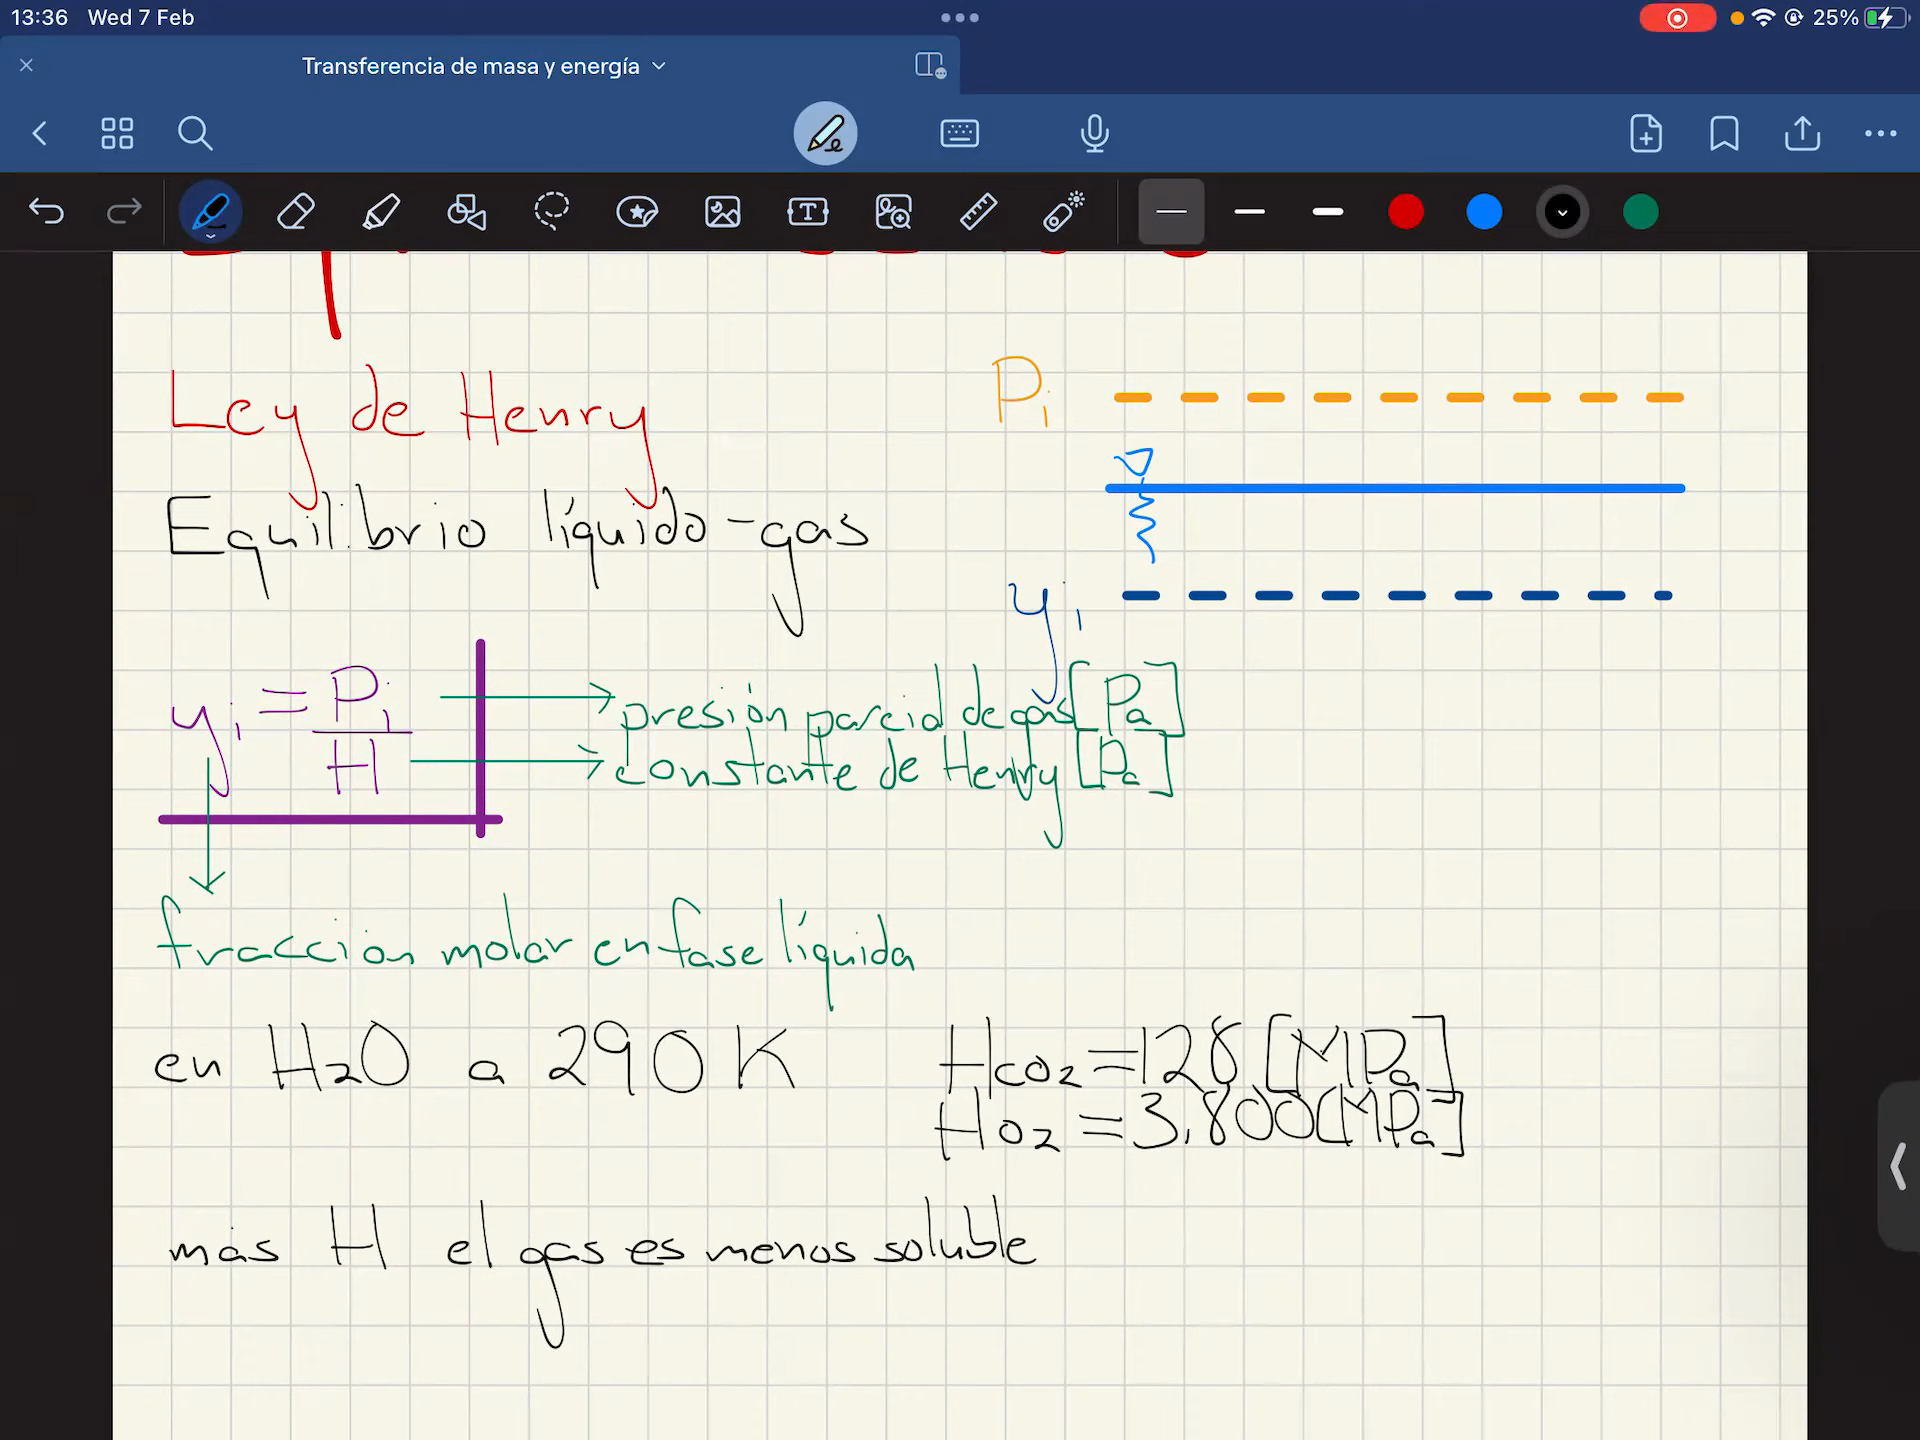 13:36 Wed 7 Feb
25%
Transferencia de masa y energía
Ley de Henry
Pi
Equilibrio líquido-gas
yi
yi = Pi / H
presión parcial de gas [Pa]
constante de Henry [Pa]
fraccion molar en fase líquida
en H2O a 290 K
HCO2 = 128 [MPa]
HO2 = 3,800 [MPa]
mas H el gas es menos soluble